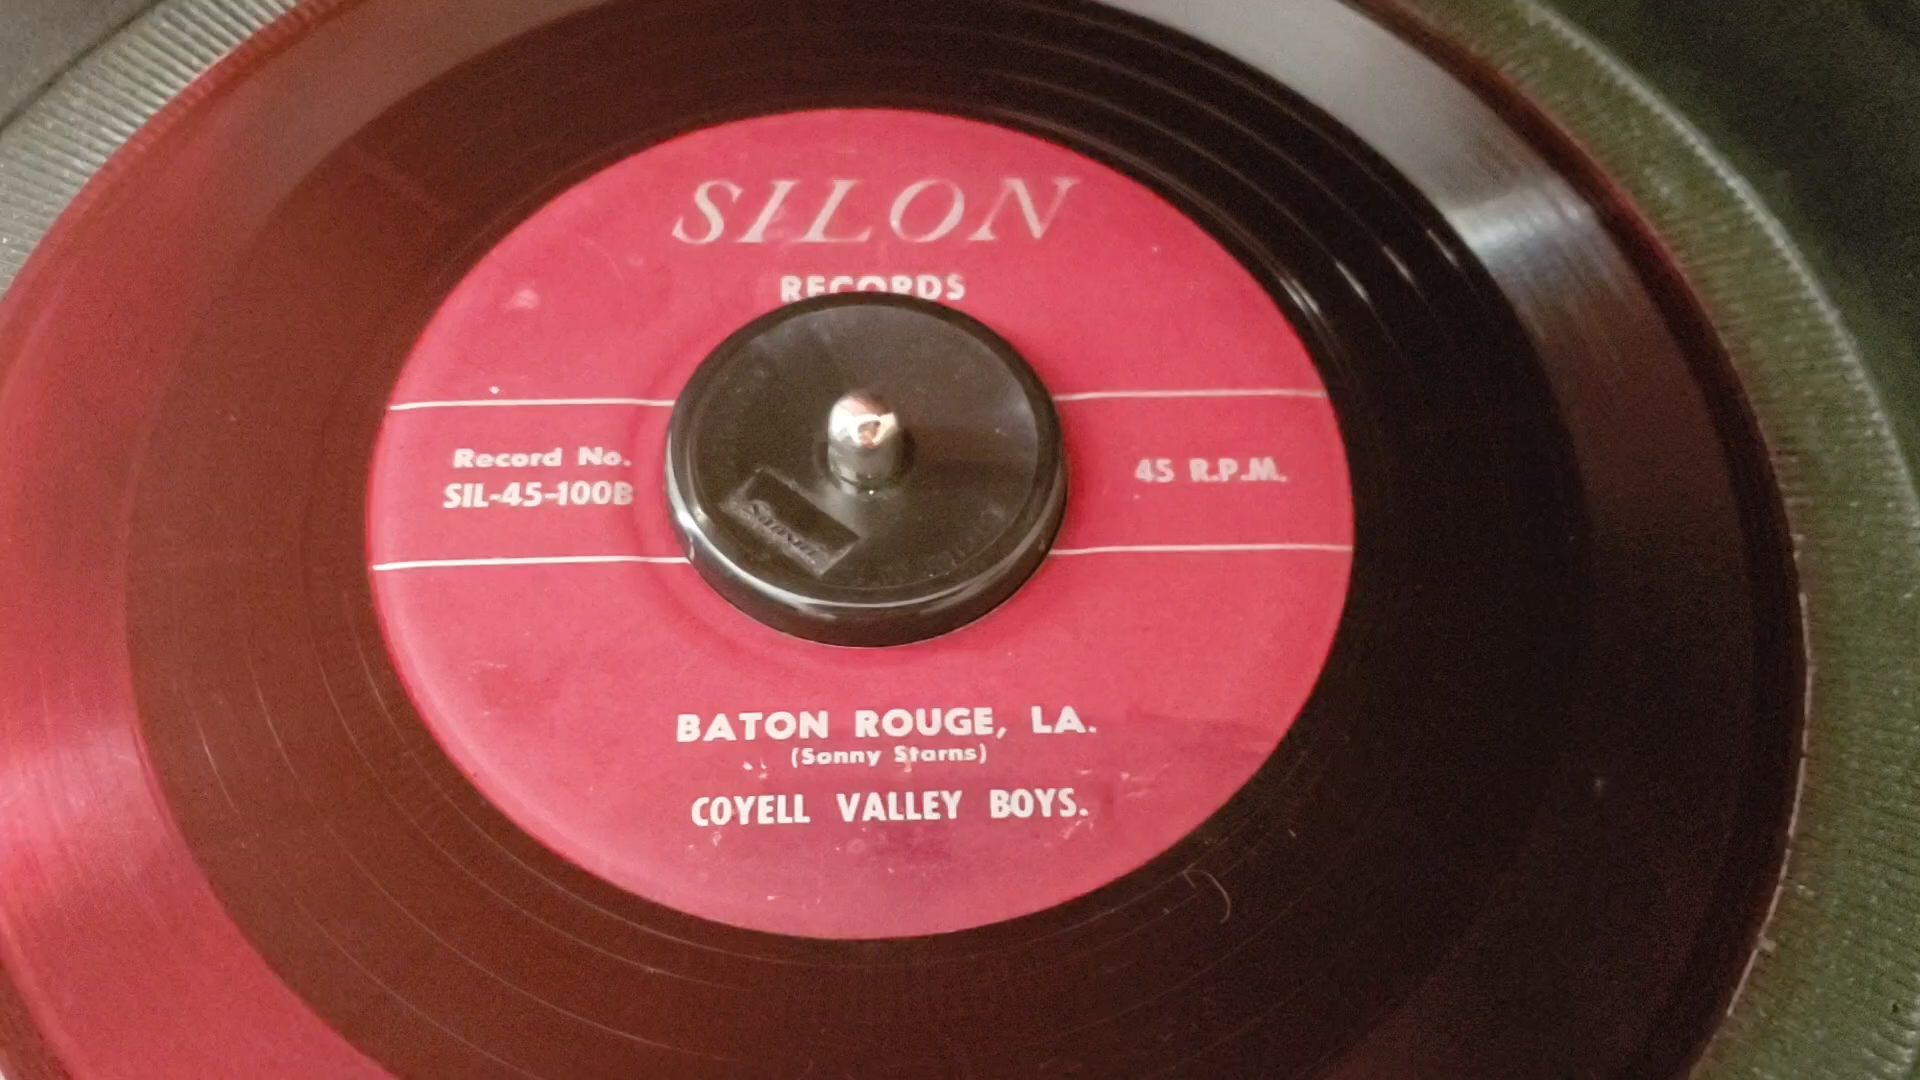 SILON
RECORDS
Record No.
SIL-45-100B
45 R.P.M.
BATON ROUGE, LA.
(Sonny Starns)
COYELL VALLEY BOYS.